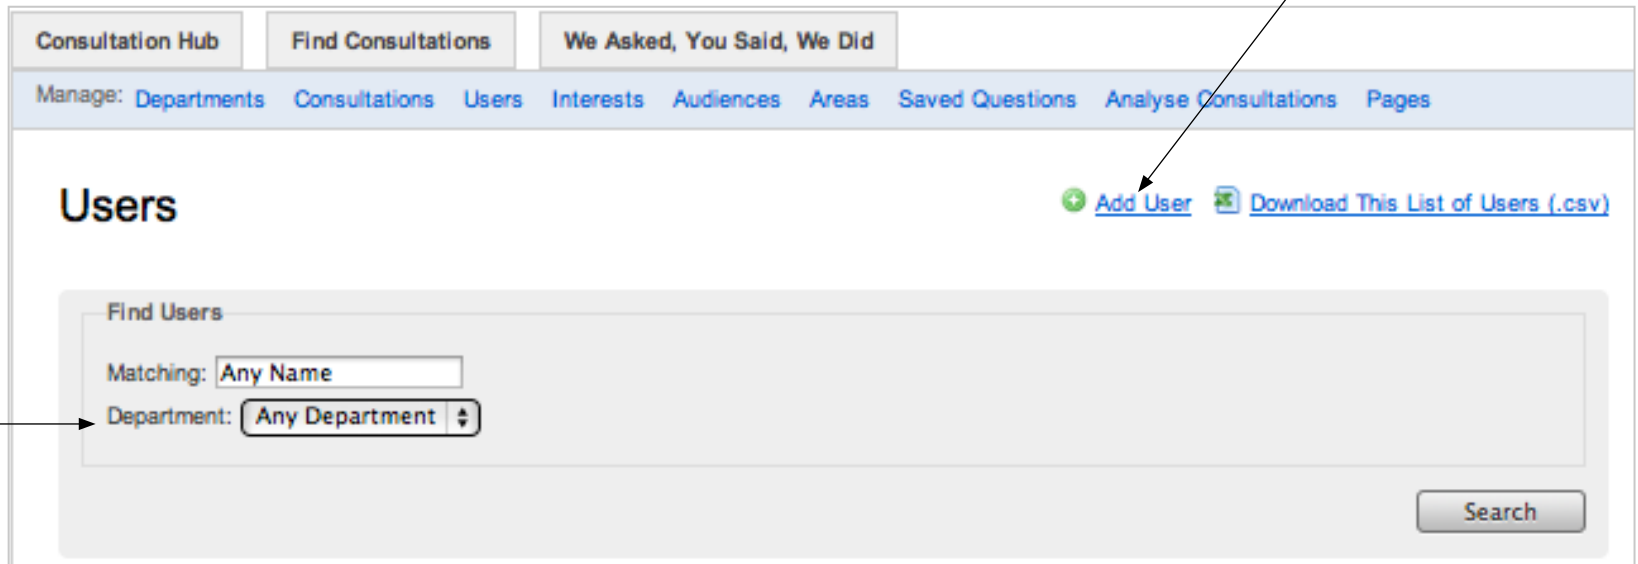 Consultation Hub Find Consultations We Asked, You Said, We Did
Manage: Departments Consultations Users Interests Audiences Areas Saved Questions Analyse Consultations Pages
Users Add User Download This List of Users (.csv)
Find Users
Matching: Any Name
Department: Any Department
Search